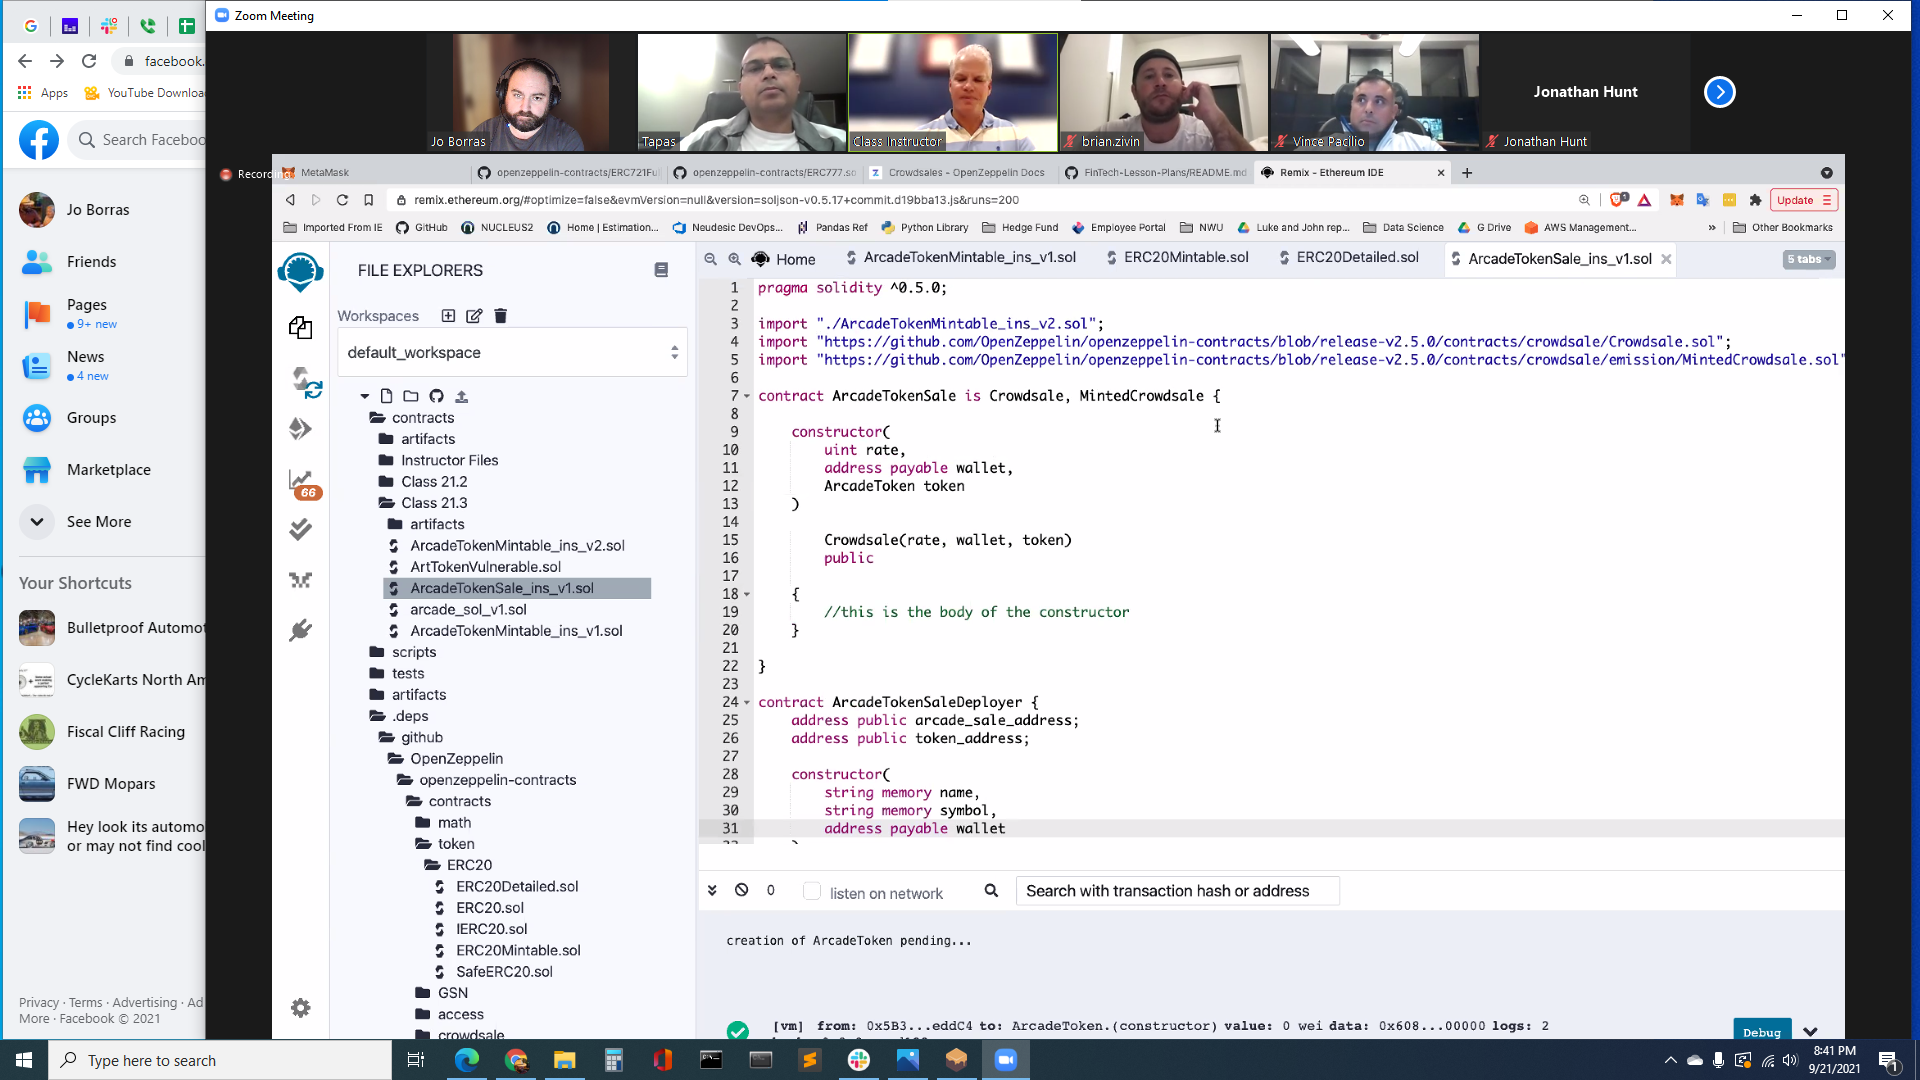 Zoom Meeting
facebook.
Apps
YouTube Downloa
Search Faceboo
Jo Borras
Friends
Pages
9+ new
News
4 new
Groups
Marketplace
See More
Your Shortcuts
Bulletproof Automot
CycleKarts North Am
Fiscal Cliff Racing
FWD Mopars
Hey look its automo
or may not find cool
Privacy · Terms · Advertising · Ad
More · Facebook © 2021
Jo Borras
Tapas
Class Instructor
brian.zivin
Vince Pacilio
Jonathan Hunt
Jonathan Hunt
Recording
MetaMask
openzeppelin-contracts/ERC721Ful
openzeppelin-contracts/ERC777.so
Crowdsales - OpenZeppelin Docs
FinTech-Lesson-Plans/README.md
Remix - Ethereum IDE
remix.ethereum.org/#optimize=false&evmVersion=null&version=soljson-v0.5.17+commit.d19bba13.js&runs=200
Update
Imported From IE
GitHub
NUCLEUS2
Home | Estimation...
Neudesic DevOps...
Pandas Ref
Python Library
Hedge Fund
Employee Portal
NWU
Luke and John rep...
Data Science
G Drive
AWS Management...
Other Bookmarks
FILE EXPLORERS
Workspaces
default_workspace
contracts
artifacts
Instructor Files
Class 21.2
Class 21.3
artifacts
ArcadeTokenMintable_ins_v2.sol
ArtTokenVulnerable.sol
ArcadeTokenSale_ins_v1.sol
arcade_sol_v1.sol
ArcadeTokenMintable_ins_v1.sol
scripts
tests
artifacts
.deps
github
OpenZeppelin
openzeppelin-contracts
contracts
math
token
ERC20
ERC20Detailed.sol
ERC20.sol
IERC20.sol
ERC20Mintable.sol
SafeERC20.sol
GSN
access
crowdsale
66
Home
ArcadeTokenMintable_ins_v1.sol
ERC20Mintable.sol
ERC20Detailed.sol
ArcadeTokenSale_ins_v1.sol
5 tabs
1 pragma solidity ^0.5.0;
2
3 import "./ArcadeTokenMintable_ins_v2.sol";
4 import "https://github.com/OpenZeppelin/openzeppelin-contracts/blob/release-v2.5.0/contracts/crowdsale/Crowdsale.sol";
5 import "https://github.com/OpenZeppelin/openzeppelin-contracts/blob/release-v2.5.0/contracts/crowdsale/emission/MintedCrowdsale.sol"
6
7 contract ArcadeTokenSale is Crowdsale, MintedCrowdsale {
8
9 constructor(
10 uint rate,
11 address payable wallet,
12 ArcadeToken token
13 )
14
15 Crowdsale(rate, wallet, token)
16 public
17
18 {
19 //this is the body of the constructor
20 }
21
22 }
23
24 contract ArcadeTokenSaleDeployer {
25 address public arcade_sale_address;
26 address public token_address;
27
28 constructor(
29 string memory name,
30 string memory symbol,
31 address payable wallet
0
listen on network
Search with transaction hash or address
creation of ArcadeToken pending...
[vm] from: 0x5B3...eddC4 to: ArcadeToken.(constructor) value: 0 wei data: 0x608...00000 logs: 2
Debug
Type here to search
8:41 PM
9/21/2021
1